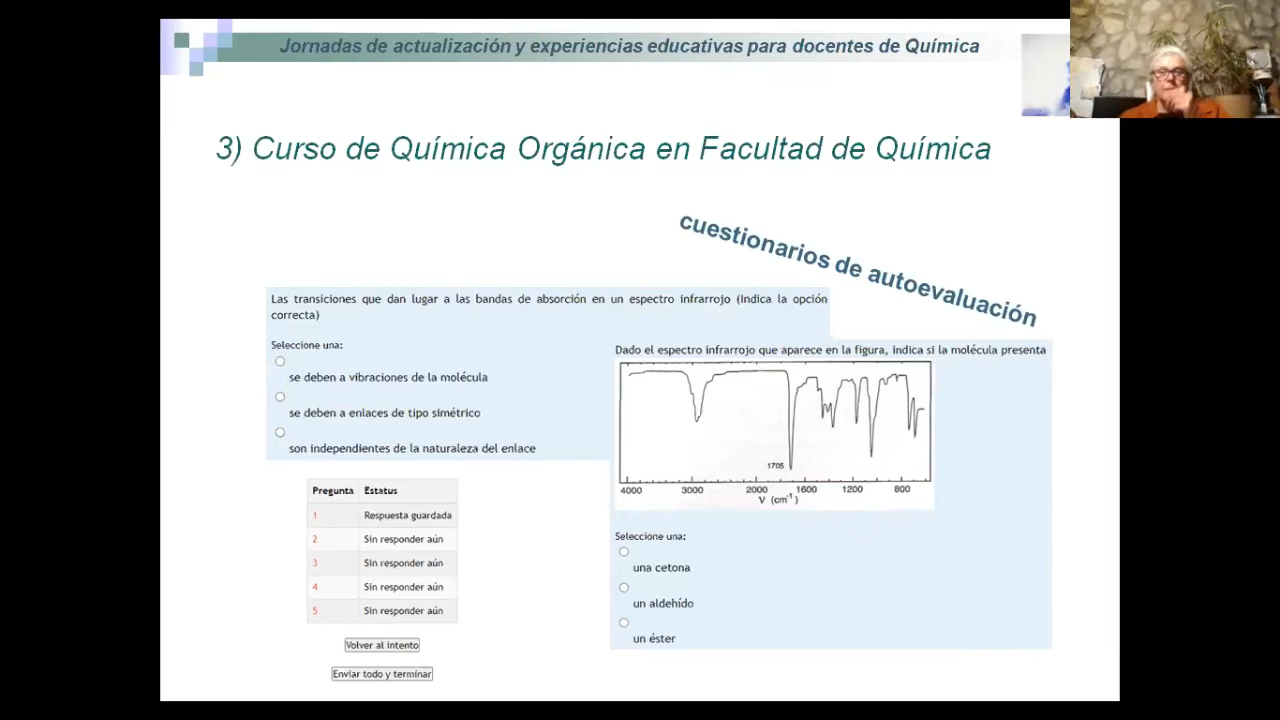 Jornadas de actualización y experiencias educativas para docentes de Química
3) Curso de Química Orgánica en Facultad de Química
cuestionarios de autoevaluación
Las transiciones que dan lugar a las bandas de absorción en un espectro infrarrojo (indica la opción
correcta)
Seleccione una:
se deben a vibraciones de la molécula
se deben a enlaces de tipo simétrico
son independientes de la naturaleza del enlace
Pregunta Estatus
1 Respuesta guardada
2 Sin responder aún
3 Sin responder aún
4 Sin responder aún
5 Sin responder aún
Volver al intento
Enviar todo y terminar
Dado el espectro infrarrojo que aparece en la figura, indica si la molécula presenta
1705
4000 3000 2000 1600 1200 800
ν (cm⁻¹)
Seleccione una:
una cetona
un aldehído
un éster